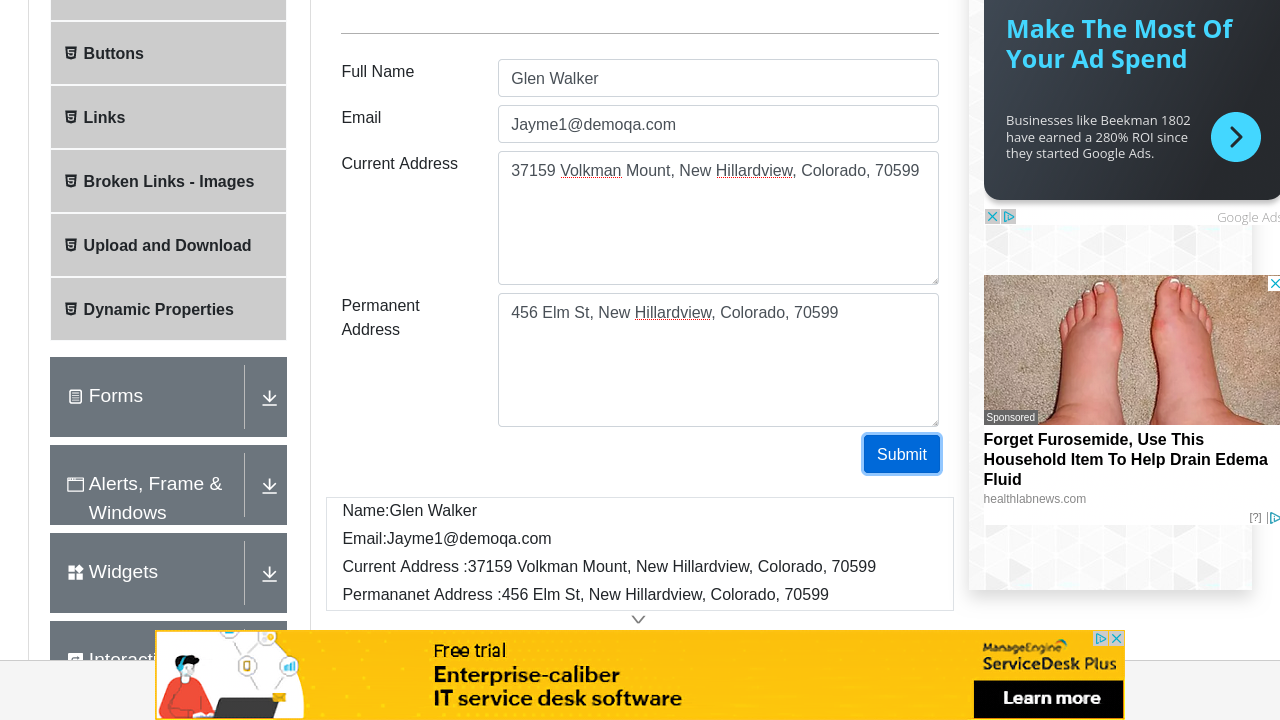 Buttons
Links
Broken Links - Images
Upload and Download
Dynamic Properties
Forms
Alerts, Frame &
Windows
Widgets
Full Name
Glen Walker
Email
Jayme1@demoqa.com
Current Address
37159 Volkman Mount, New Hillardview, Colorado, 70599
Permanent
Address
456 Elm St, New Hillardview, Colorado, 70599
Submit
Name:Glen Walker
Email:Jayme1@demoqa.com
Current Address :37159 Volkman Mount, New Hillardview, Colorado, 70599
Permananet Address :456 Elm St, New Hillardview, Colorado, 70599
Make The Most Of
Your Ad Spend
Businesses like Beekman 1802
have earned a 280% ROI since
they started Google Ads.
Google Ads
Sponsored
Forget Furosemide, Use This
Household Item To Help Drain Edema
Fluid
healthlabnews.com
[?]
Free trial
Enterprise-caliber
IT service desk software
ManageEngine
ServiceDesk Plus
Learn more